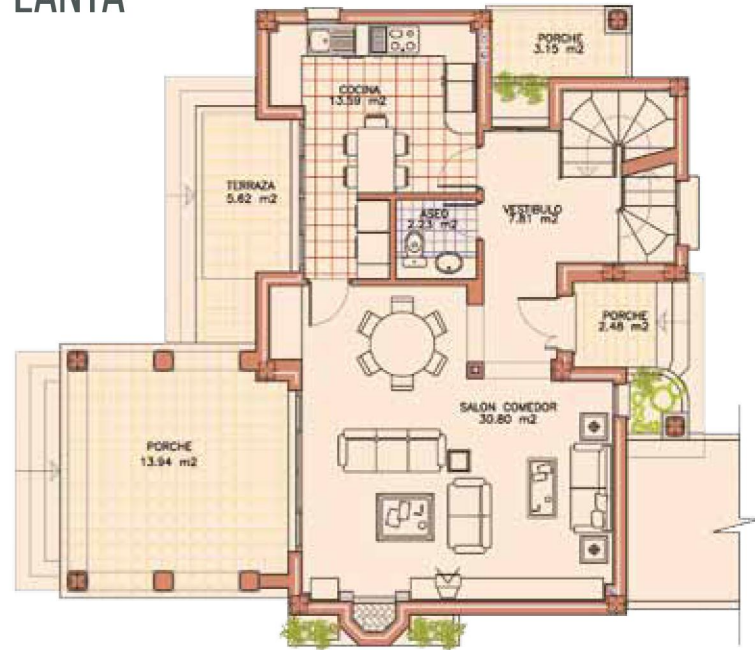 LANTA
PORCHE
3.15 m2
COCINA
13.59 m2
TERRAZA
5.62 m2
ASEO
2.23 m2
VESTIBULO
7.81 m2
PORCHE
2.48 m2
SALON COMEDOR
30.80 m2
PORCHE
13.94 m2